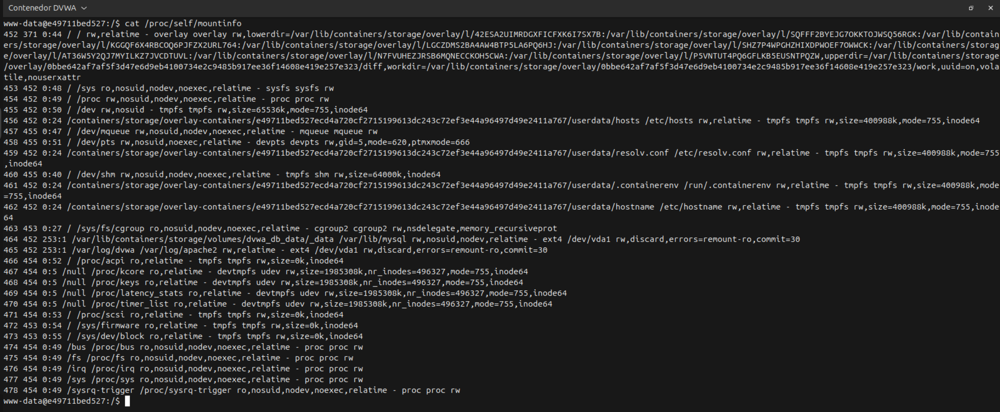 Contenedor DVWA
www-data@e49711bed527:/$ cat /proc/self/mountinfo
452 371 0:44 / / rw,relatime - overlay overlay rw,lowerdir=/var/lib/containers/storage/overlay/l/42ESA2UIMRDGXFICFXK6I7SX7B:/var/lib/containers/storage/overlay/l/SQFFF2BYEJG7OKKTOJWSQ56RGK:/var/lib/contain
ers/storage/overlay/l/KGGQF6X4RBCOQ6PJFZX2URL764:/var/lib/containers/storage/overlay/l/LGCZDMS2BA4AW4BTP5LA6PQ6HJ:/var/lib/containers/storage/overlay/l/SHZ7P4WPGHZHIXDPWOEF7OWWCK:/var/lib/containers/storag
e/overlay/l/AT36W5Y2QJ7MYILKZ7JVCDTUVL:/var/lib/containers/storage/overlay/l/N7FVUHEZJRSB6MQNECCKOH5CWA:/var/lib/containers/storage/overlay/l/P5VNTUT4PQ6GFLKB5EUSNTPQZW,upperdir=/var/lib/containers/storage
/overlay/0bbe642af7af5f3d47e6d9eb4100734e2c9485b917ee36f14608e419e257e323/diff,workdir=/var/lib/containers/storage/overlay/0bbe642af7af5f3d47e6d9eb4100734e2c9485b917ee36f14608e419e257e323/work,uuid=on,vola
tile,nouserxattr
453 452 0:48 / /sys ro,nosuid,nodev,noexec,relatime - sysfs sysfs rw
454 452 0:49 / /proc rw,nosuid,nodev,noexec,relatime - proc proc rw
455 452 0:50 / /dev rw,nosuid - tmpfs tmpfs rw,size=65536k,mode=755,inode64
456 452 0:24 /containers/storage/overlay-containers/e49711bed527ecd4a720cf2715199613dc243c72ef3e44a96497d49e2411a767/userdata/hosts /etc/hosts rw,relatime - tmpfs tmpfs rw,size=400988k,mode=755,inode64
457 455 0:47 / /dev/mqueue rw,nosuid,nodev,noexec,relatime - mqueue mqueue rw
458 455 0:51 / /dev/pts rw,nosuid,noexec,relatime - devpts devpts rw,gid=5,mode=620,ptmxmode=666
459 452 0:24 /containers/storage/overlay-containers/e49711bed527ecd4a720cf2715199613dc243c72ef3e44a96497d49e2411a767/userdata/resolv.conf /etc/resolv.conf rw,relatime - tmpfs tmpfs rw,size=400988k,mode=755
,inode64
460 455 0:40 / /dev/shm rw,nosuid,nodev,noexec,relatime - tmpfs shm rw,size=64000k,inode64
461 452 0:24 /containers/storage/overlay-containers/e49711bed527ecd4a720cf2715199613dc243c72ef3e44a96497d49e2411a767/userdata/.containerenv /run/.containerenv rw,relatime - tmpfs tmpfs rw,size=400988k,mode
=755,inode64
462 452 0:24 /containers/storage/overlay-containers/e49711bed527ecd4a720cf2715199613dc243c72ef3e44a96497d49e2411a767/userdata/hostname /etc/hostname rw,relatime - tmpfs tmpfs rw,size=400988k,mode=755,inode
64
463 453 0:27 / /sys/fs/cgroup ro,nosuid,nodev,noexec,relatime - cgroup2 cgroup2 rw,nsdelegate,memory_recursiveprot
464 452 253:1 /var/lib/containers/storage/volumes/dvwa_db_data/_data /var/lib/mysql rw,nosuid,nodev,relatime - ext4 /dev/vda1 rw,discard,errors=remount-ro,commit=30
465 452 253:1 /var/log/dvwa /var/log/apache2 rw,relatime - ext4 /dev/vda1 rw,discard,errors=remount-ro,commit=30
466 454 0:52 / /proc/acpi ro,relatime - tmpfs tmpfs rw,size=0k,inode64
467 454 0:5 /null /proc/kcore ro,relatime - devtmpfs udev rw,size=1985308k,nr_inodes=496327,mode=755,inode64
468 454 0:5 /null /proc/keys ro,relatime - devtmpfs udev rw,size=1985308k,nr_inodes=496327,mode=755,inode64
469 454 0:5 /null /proc/latency_stats ro,relatime - devtmpfs udev rw,size=1985308k,nr_inodes=496327,mode=755,inode64
470 454 0:5 /null /proc/timer_list ro,relatime - devtmpfs udev rw,size=1985308k,nr_inodes=496327,mode=755,inode64
471 454 0:53 / /proc/scsi ro,relatime - tmpfs tmpfs rw,size=0k,inode64
472 453 0:54 / /sys/firmware ro,relatime - tmpfs tmpfs rw,size=0k,inode64
473 453 0:55 / /sys/dev/block ro,relatime - tmpfs tmpfs rw,size=0k,inode64
474 454 0:49 /bus /proc/bus ro,nosuid,nodev,noexec,relatime - proc proc rw
475 454 0:49 /fs /proc/fs ro,nosuid,nodev,noexec,relatime - proc proc rw
476 454 0:49 /irq /proc/irq ro,nosuid,nodev,noexec,relatime - proc proc rw
477 454 0:49 /sys /proc/sys ro,nosuid,nodev,noexec,relatime - proc proc rw
478 454 0:49 /sysrq-trigger /proc/sysrq-trigger ro,nosuid,nodev,noexec,relatime - proc proc rw
www-data@e49711bed527:/$